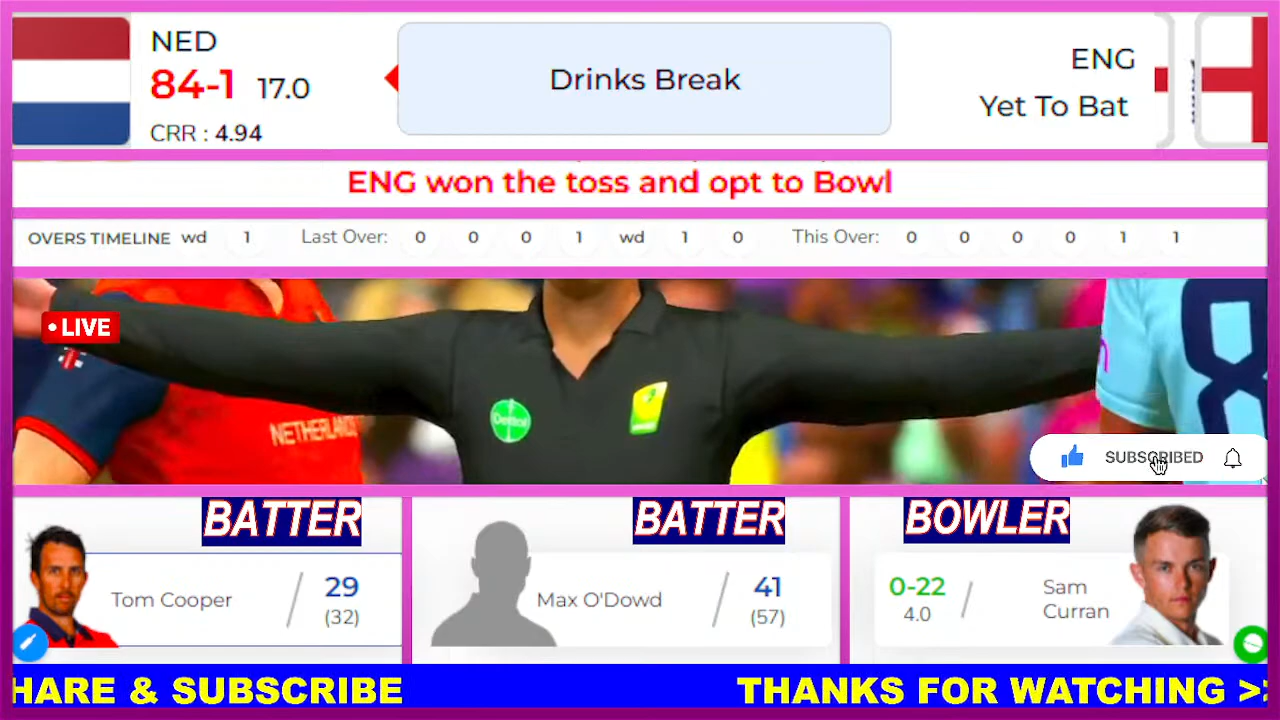 NED
84-1 17.0
CRR : 4.94
Drinks Break
ENG
Yet To Bat
ENG won the toss and opt to Bowl
OVERS TIMELINE wd 1 Last Over: 0 0 0 1 wd 1 0 This Over: 0 0 0 0 1 1
• LIVE
NETHERLANDS
Dettol
8
SUBSCRIBED
BATTER
Tom Cooper
29
(32)
BATTER
Max O'Dowd
41
(57)
BOWLER
0-22
4.0
Sam
Curran
HARE & SUBSCRIBE THANKS FOR WATCHING >>